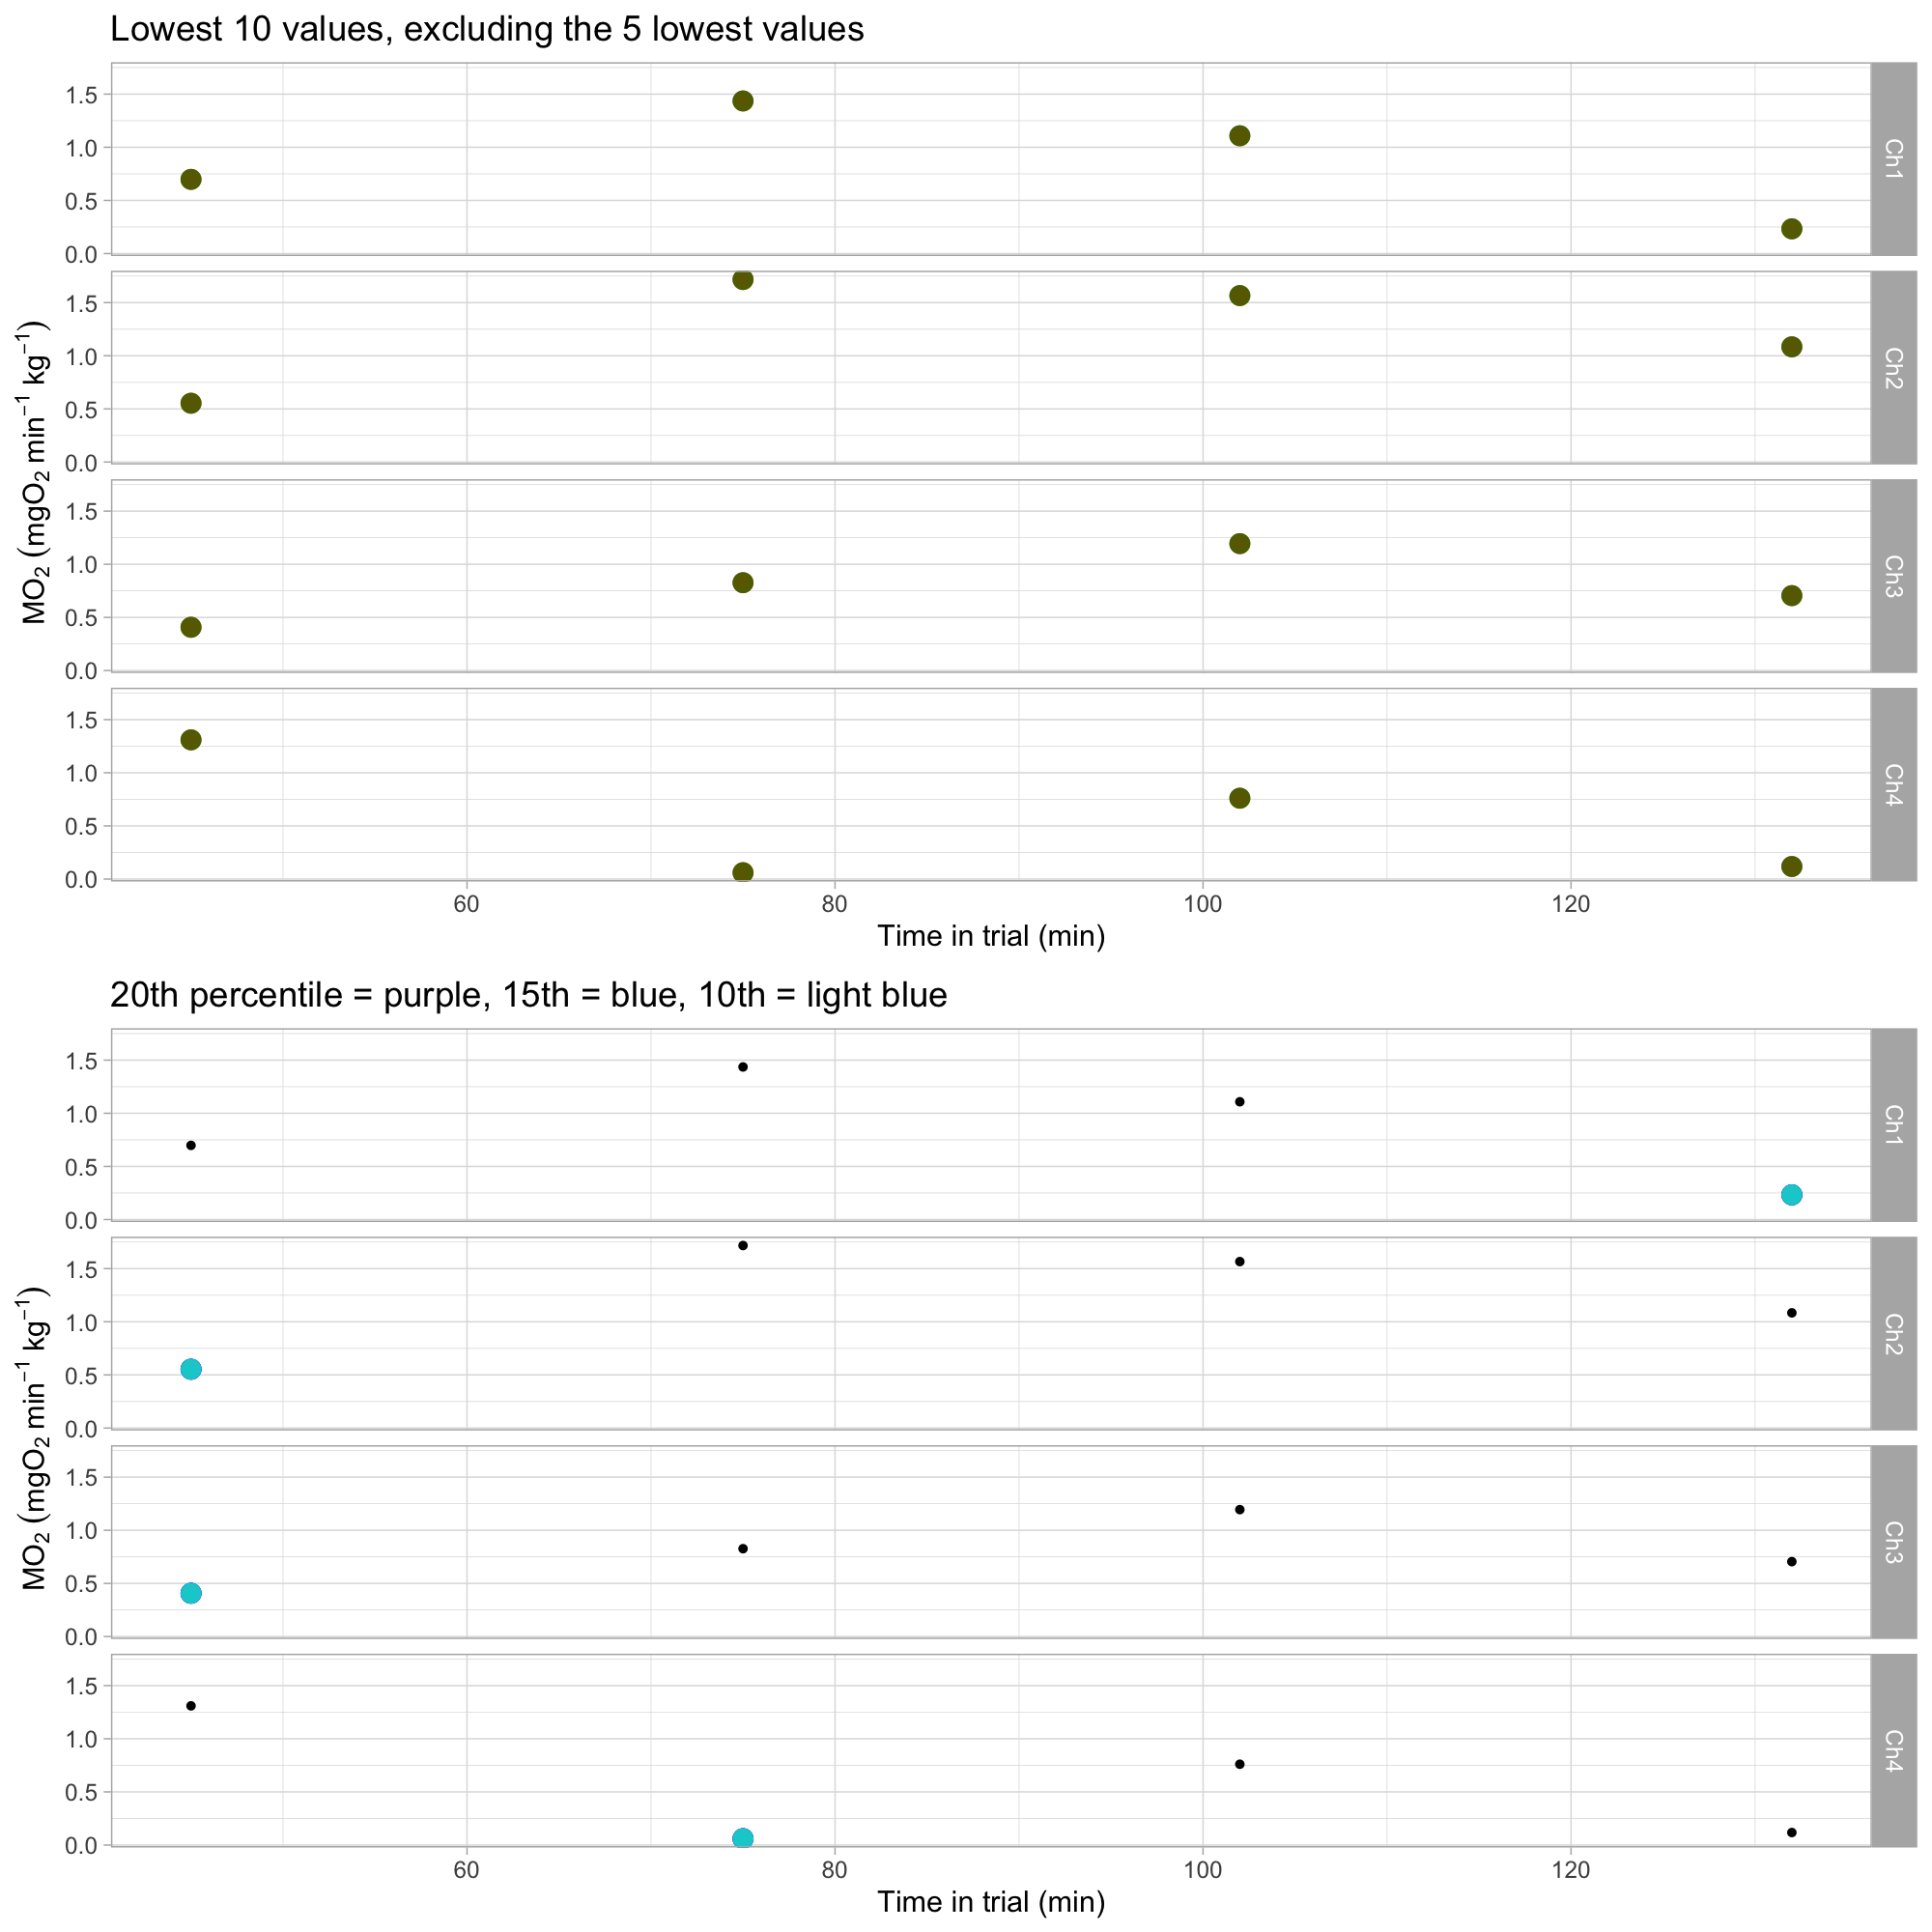 Lowest 10 values, excluding the 5 lowest values
1.5
1.0
0.5
0.0
Ch1
1.5
1.0
0.5
0.0
Ch2
1.5
1.0
0.5
0.0
Ch3
1.5
1.0
0.5
0.0
Ch4
MO₂ (mgO₂ min⁻¹ kg⁻¹)
60 80 100 120
Time in trial (min)
20th percentile = purple, 15th = blue, 10th = light blue
1.5
1.0
0.5
0.0
Ch1
1.5
1.0
0.5
0.0
Ch2
1.5
1.0
0.5
0.0
Ch3
1.5
1.0
0.5
0.0
Ch4
MO₂ (mgO₂ min⁻¹ kg⁻¹)
60 80 100 120
Time in trial (min)